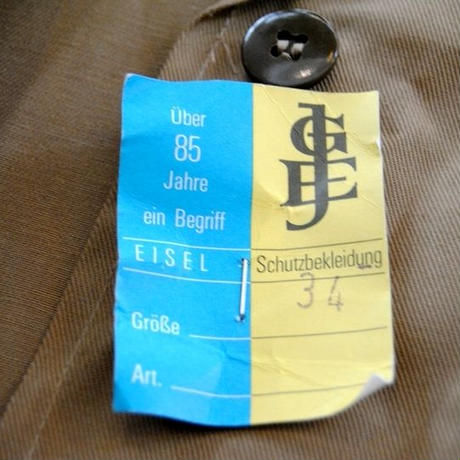 Über
85
Jahre
ein Begriff
EISEL
Größe
Art.
Schutzbekleidung
34